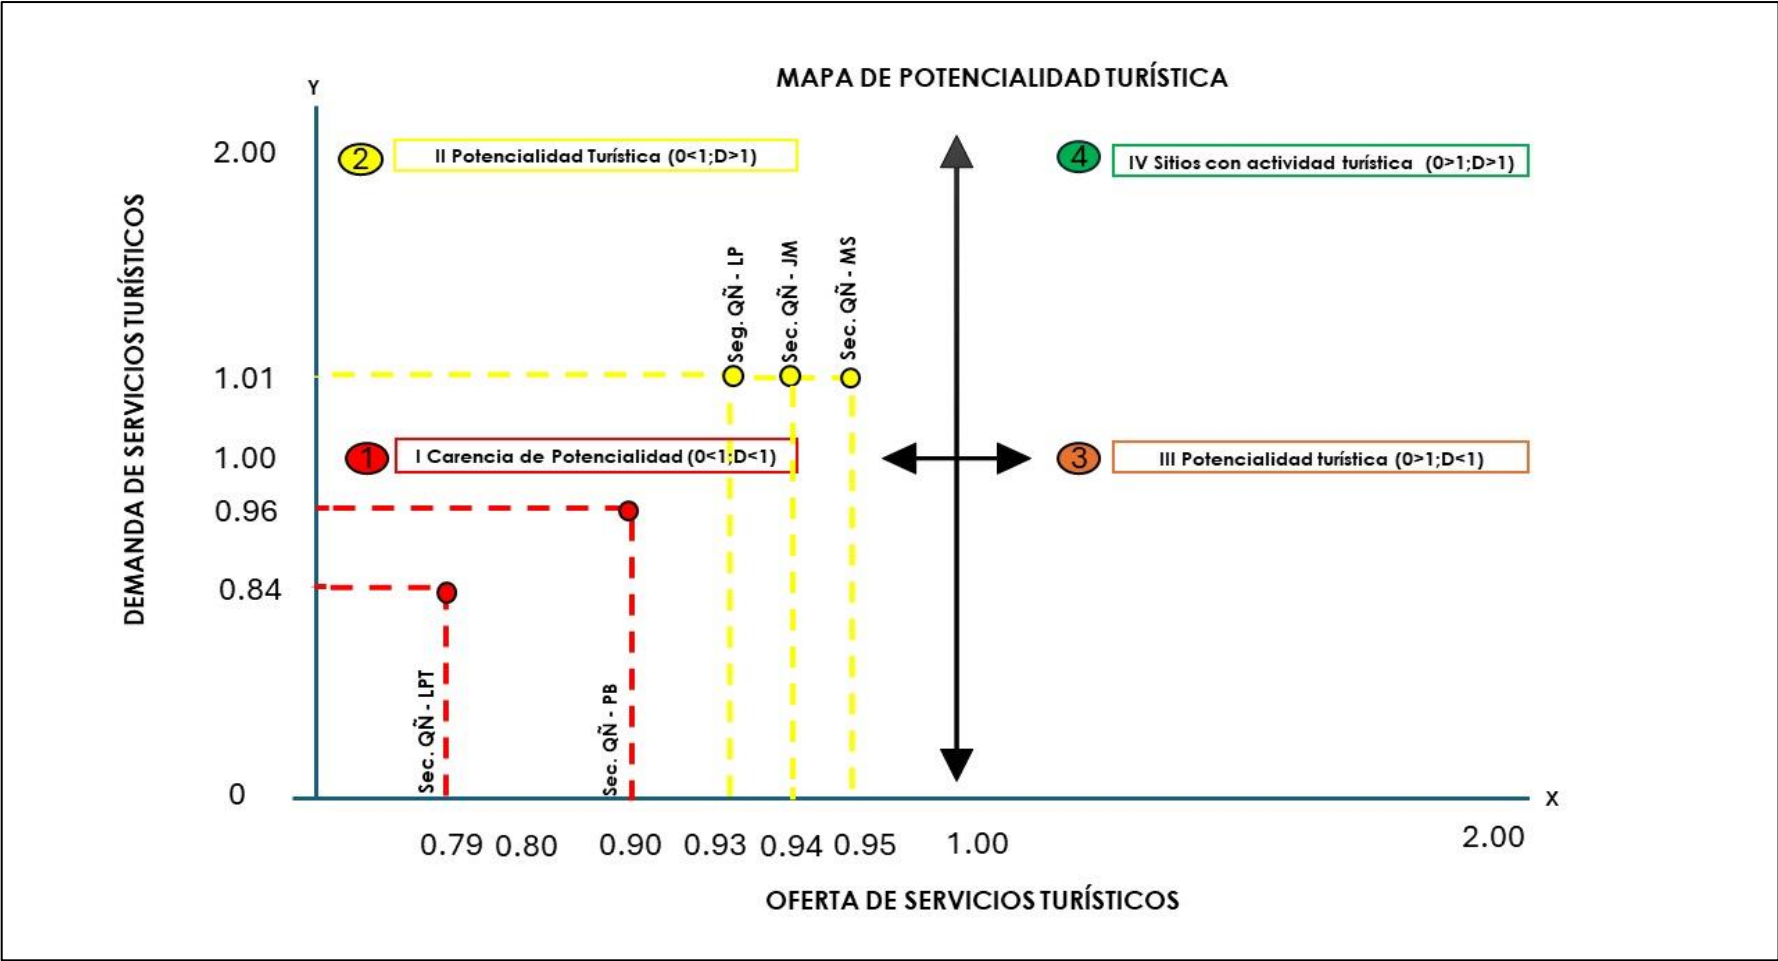 MAPA DE POTENCIALIDAD TURÍSTICA
Y
2.00
2
II Potencialidad Turística (0<1;D>1)
4
IV Sitios con actividad turística (0>1;D>1)
DEMANDA DE SERVICIOS TURÍSTICOS
Seg. QÑ - LP
Sec. QÑ - JM
Sec. QÑ - MS
1.01
1.00
1
I Carencia de Potencialidad (0<1;D<1)
3
III Potencialidad turística (0>1;D<1)
0.96
0.84
Sec. QÑ - LPT
Sec. QÑ - PB
0
X
0.79 0.80 0.90 0.93 0.94 0.95 1.00 2.00
OFERTA DE SERVICIOS TURÍSTICOS